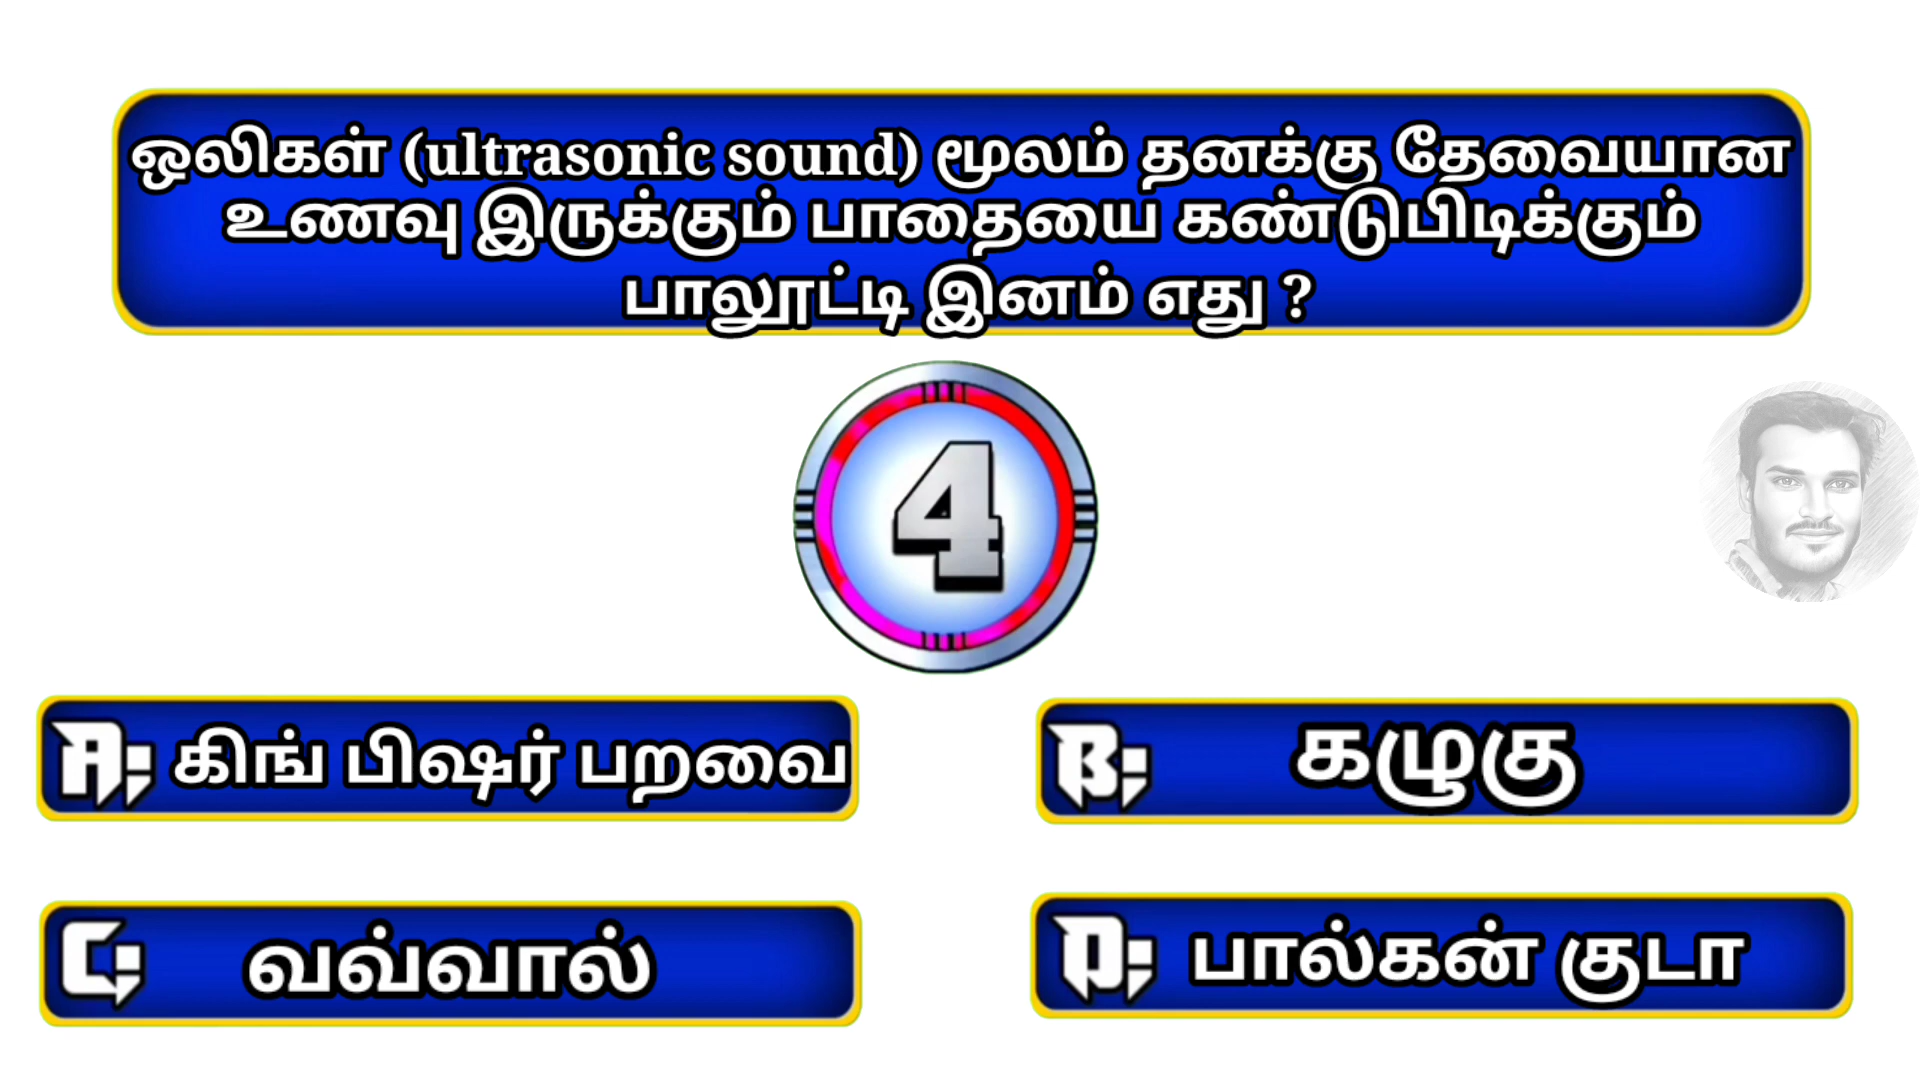 ஒலிகள் (ultrasonic sound) மூலம் தனக்கு தேவையான
உணவு இருக்கும் பாதையை கண்டுபிடிக்கும்
பாலூட்டி இனம் எது ?
4
A; கிங் பிஷர் பறவை
B; கழுகு
C; வவ்வால்
D; பால்கன் குடா